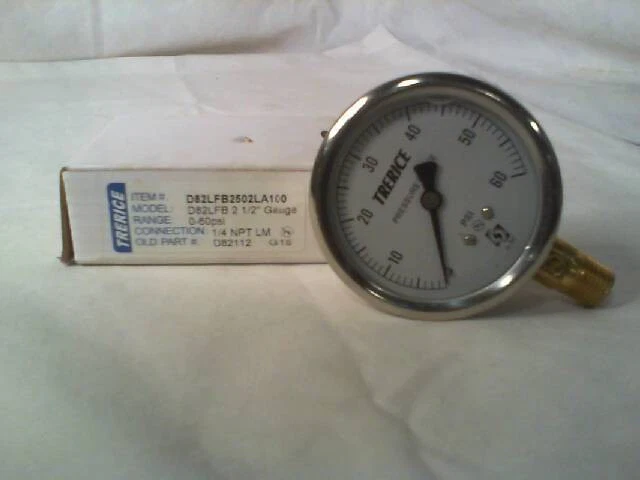 TRERICE
ITEM #: D82LFB2502LA100
MODEL: D82LFB 2 1/2" Gauge
RANGE: 0-60psi
CONNECTION: 1/4 NPT LM
OLD PART #: D82112 G18
10
20
30
40
50
60
TRERICE
PRESSURE
PSI